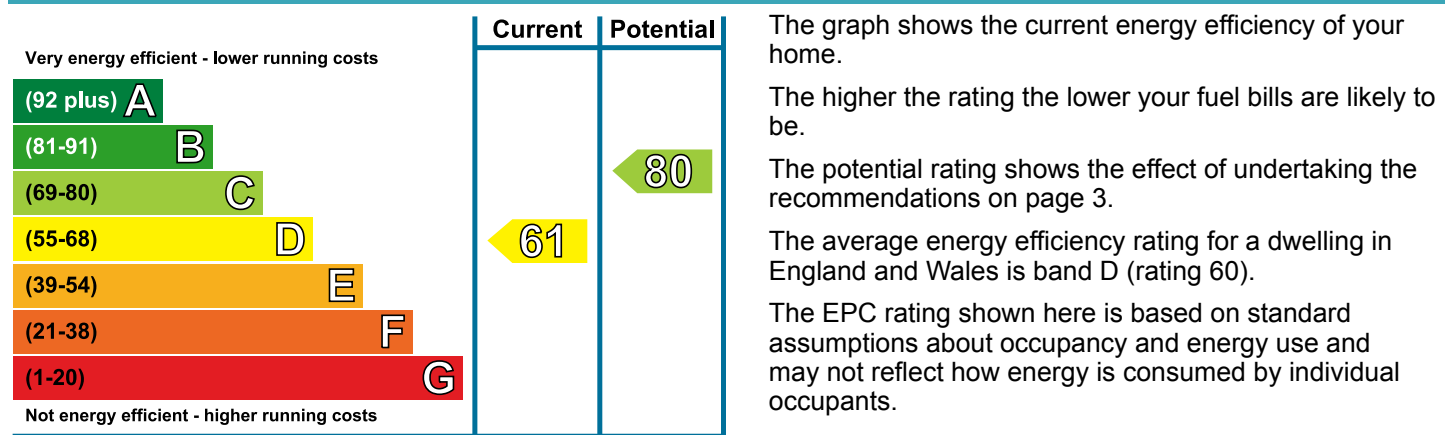 Current Potential
Very energy efficient - lower running costs
(92 plus) A
(81-91) B
(69-80) C
(55-68) D
(39-54) E
(21-38) F
(1-20) G
Not energy efficient - higher running costs
80
61
The graph shows the current energy efficiency of your
home.
The higher the rating the lower your fuel bills are likely to
be.
The potential rating shows the effect of undertaking the
recommendations on page 3.
The average energy efficiency rating for a dwelling in
England and Wales is band D (rating 60).
The EPC rating shown here is based on standard
assumptions about occupancy and energy use and
may not reflect how energy is consumed by individual
occupants.